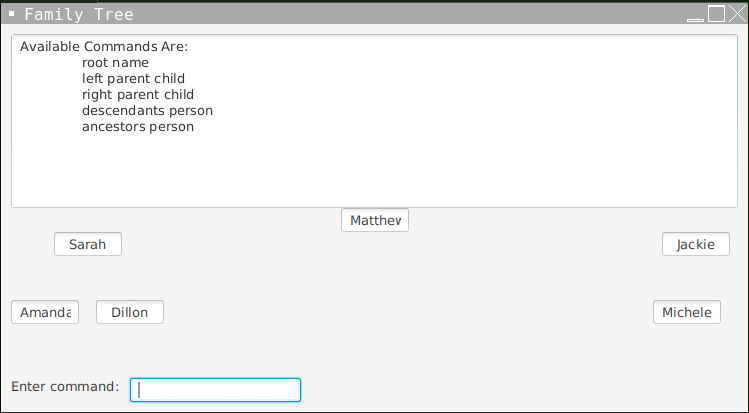 Family Tree
Available Commands Are:
root name
left parent child
right parent child
descendants person
ancestors person
Matthew
Sarah
Jackie
Amanda
Dillon
Michele
Enter command: